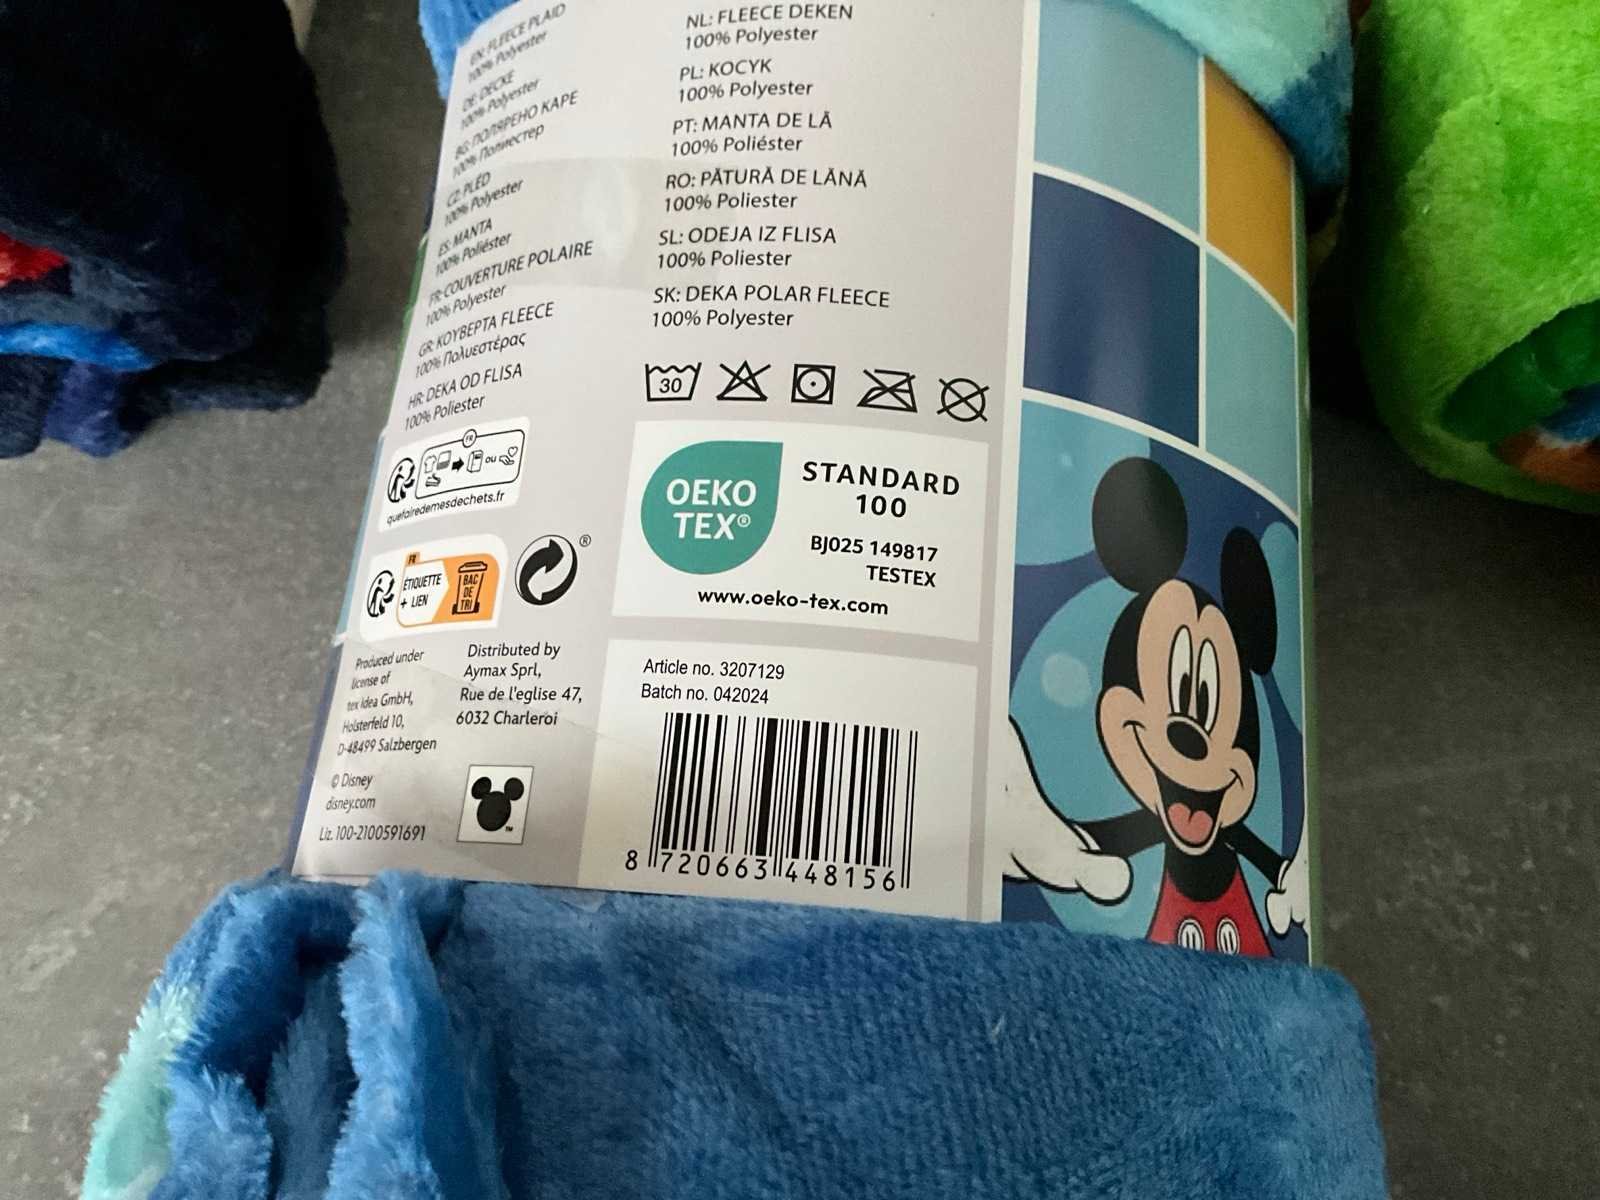 EN: FLEECE PLAID
100% Polyester
DE: DECKE
100% Polyester
BG: ПОЛЯРЕНО КАРЕ
100% Полиестер
CZ: PLÉD
100% Polyester
ES: MANTA
100% Poliéster
FR: COUVERTURE POLAIRE
100% Polyester
GR: ΚΟΥΒΕΡΤΑ FLEECE
100% Πολυεστέρας
HR: DEKA OD FLISA
100% Poliester
NL: FLEECE DEKEN
100% Polyester
PL: KOCYK
100% Polyester
PT: MANTA DE LÃ
100% Poliéster
RO: PĂTURĂ DE LÂNĂ
100% Poliester
SL: ODEJA IZ FLISA
100% Poliester
SK: DEKA POLAR FLEECE
100% Polyester
30
FR
ou
quefairedemesdechets.fr
FR
ÉTIQUETTE
+ LIEN
BAC
DE
TRI
®
OEKO
TEX®
STANDARD
100
BJ025 149817
TESTEX
www.oeko-tex.com
Produced under
license of
tex idea GmbH,
Holsterfeld 10,
D-48499 Salzbergen
© Disney
disney.com
Liz. 100-2100591691
Distributed by
Aymax Sprl,
Rue de l'eglise 47,
6032 Charleroi
TM
Article no. 3207129
Batch no. 042024
8 720663 448156